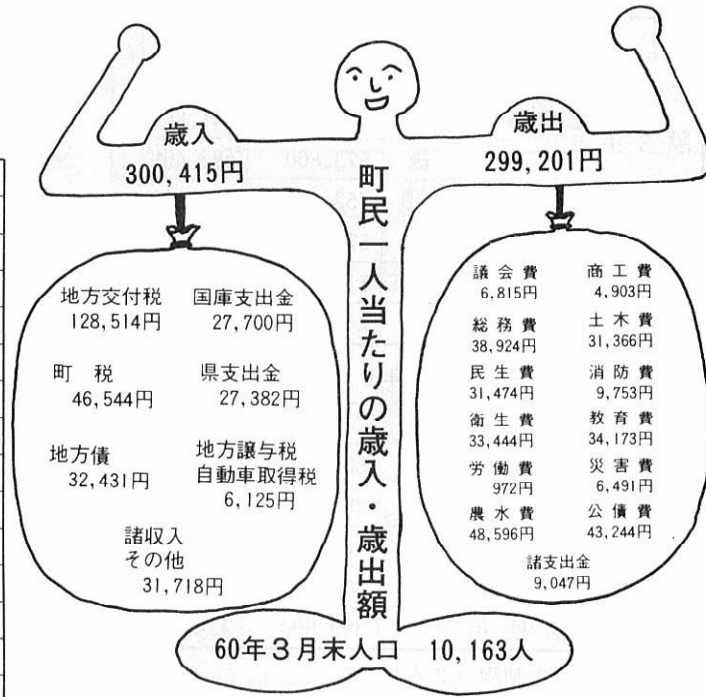 歳入
300,415円
歳出
299,201円
町民一人当たりの歳入・歳出額
地方交付税
128,514円
国庫支出金
27,700円
町 税
46,544円
県支出金
27,382円
地方債
32,431円
地方譲与税
自動車取得税
6,125円
諸収入
その他
31,718円
議会費
6,815円
商工費
4,903円
総務費
38,924円
土木費
31,366円
民生費
31,474円
消防費
9,753円
衛生費
33,444円
教育費
34,173円
労働費
972円
災害費
6,491円
農水費
48,596円
公債費
43,244円
諸支出金
9,047円
60年3月末人口 10,163人